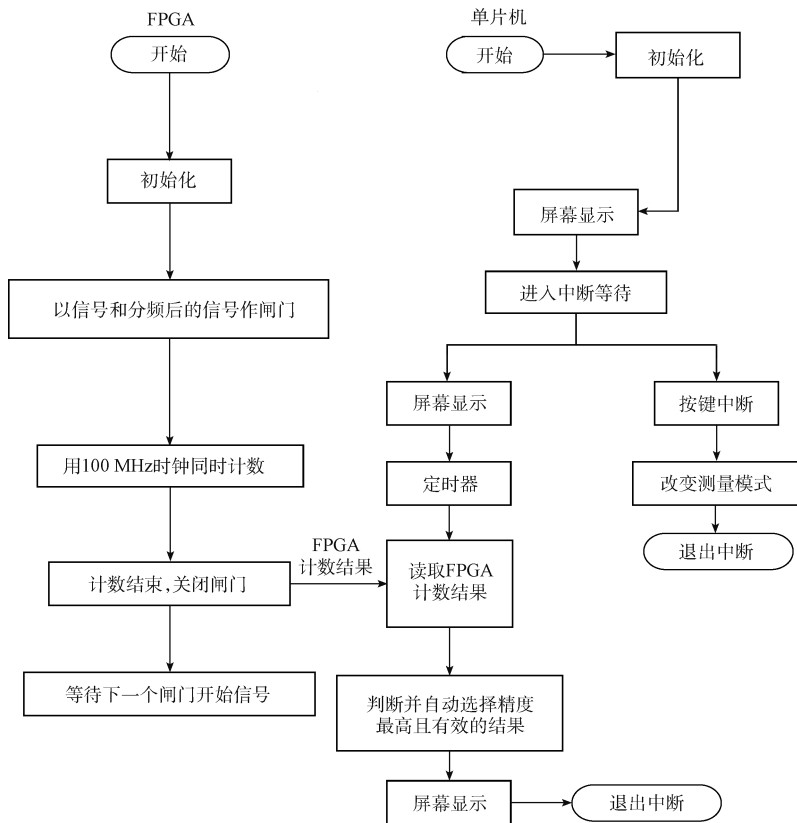 FPGA
开始
初始化
以信号和分频后的信号作闸门
用100 MHz时钟同时计数
计数结束,关闭闸门
等待下一个闸门开始信号
FPGA
计数结果
单片机
开始
初始化
屏幕显示
进入中断等待
屏幕显示
定时器
读取FPGA
计数结果
判断并自动选择精度
最高且有效的结果
屏幕显示
退出中断
按键中断
改变测量模式
退出中断